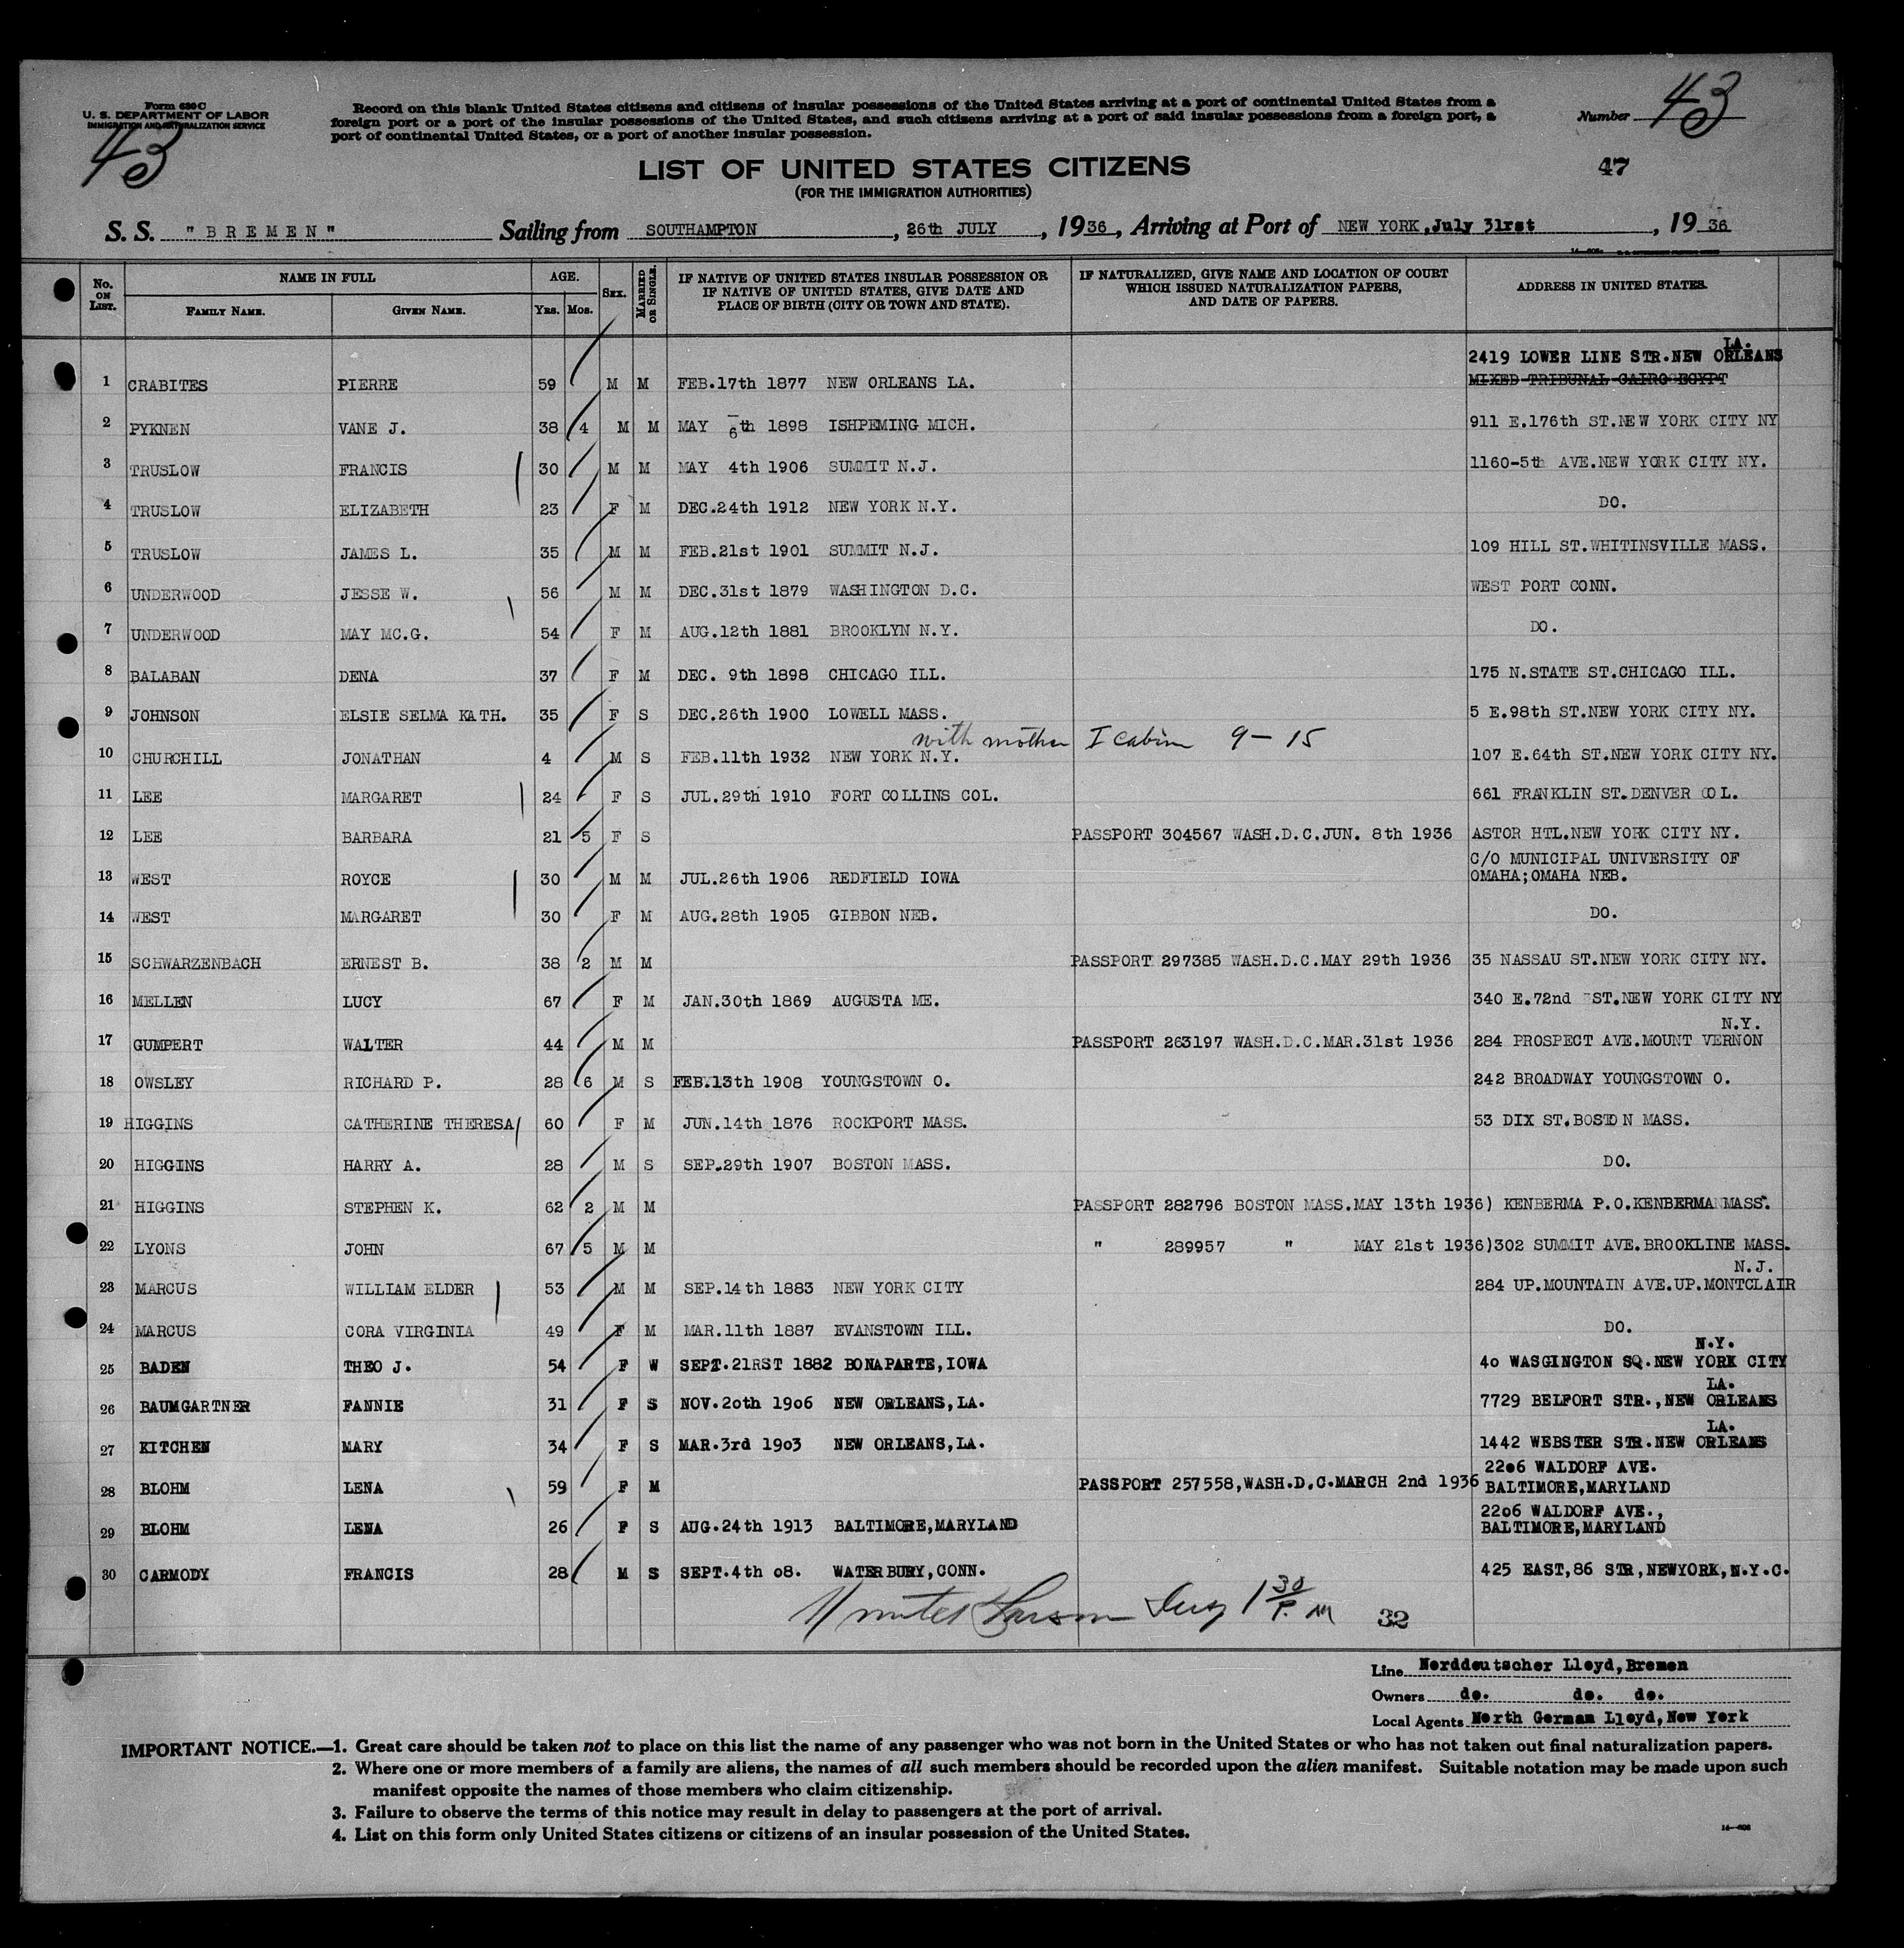 Form 630 C
U. S. DEPARTMENT OF LABOR
IMMIGRATION AND NATURALIZATION SERVICE
43
Record on this blank United States citizens and citizens of insular possessions of the United States arriving at a port of continental United States from a
foreign port or a port of the insular possessions of the United States, and such citizens arriving at a port of said insular possessions from a foreign port, a
port of continental United States, or a port of another insular possession.
Number 43
47
LIST OF UNITED STATES CITIZENS
(FOR THE IMMIGRATION AUTHORITIES)
S. S. "BREMEN" Sailing from SOUTHAMPTON, 26th JULY, 1936, Arriving at Port of NEW YORK, July 31rst, 1936
No. ON LIST. NAME IN FULL FAMILY NAME. GIVEN NAME. AGE. YRS. MOS. SEX. MARRIED OR SINGLE. IF NATIVE OF UNITED STATES INSULAR POSSESSION OR IF NATIVE OF UNITED STATES, GIVE DATE AND PLACE OF BIRTH (CITY OR TOWN AND STATE). IF NATURALIZED, GIVE NAME AND LOCATION OF COURT WHICH ISSUED NATURALIZATION PAPERS, AND DATE OF PAPERS. ADDRESS IN UNITED STATES.
LA.
2419 LOWER LINE STR.NEW ORLEANS
1 CRABITES PIERRE 59 M M FEB.17th 1877 NEW ORLEANS LA. MIXED TRIBUNAL CAIRO EGYPT
2 PYKNEN VANE J. 38 4 M M MAY 6th 1898 ISHPEMING MICH. 911 E.176th ST.NEW YORK CITY NY
3 TRUSLOW FRANCIS 30 M M MAY 4th 1906 SUMMIT N.J. 1160-5th AVE.NEW YORK CITY NY.
4 TRUSLOW ELIZABETH 23 F M DEC.24th 1912 NEW YORK N.Y. DO.
5 TRUSLOW JAMES L. 35 M M FEB.21st 1901 SUMMIT N.J. 109 HILL ST.WHITINSVILLE MASS.
6 UNDERWOOD JESSE W. 56 M M DEC.31st 1879 WASHINGTON D.C. WEST PORT CONN.
7 UNDERWOOD MAY MC.G. 54 F M AUG.12th 1881 BROOKLYN N.Y. DO.
8 BALABAN DENA 37 F M DEC. 9th 1898 CHICAGO ILL. 175 N.STATE ST.CHICAGO ILL.
9 JOHNSON ELSIE SELMA KATH. 35 F S DEC.26th 1900 LOWELL MASS. 5 E.98th ST.NEW YORK CITY NY.
with mother I cabin 9-15
10 CHURCHILL JONATHAN 4 M S FEB.11th 1932 NEW YORK N.Y. 107 E.64th ST.NEW YORK CITY NY.
11 LEE MARGARET 24 F S JUL.29th 1910 FORT COLLINS COL. 661 FRANKLIN ST.DENVER COL.
12 LEE BARBARA 21 5 F S PASSPORT 304567 WASH.D.C.JUN. 8th 1936 ASTOR HTL.NEW YORK CITY NY.
C/O MUNICIPAL UNIVERSITY OF
13 WEST ROYCE 30 M M JUL.26th 1906 REDFIELD IOWA OMAHA;OMAHA NEB.
14 WEST MARGARET 30 F M AUG.28th 1905 GIBBON NEB. DO.
15 SCHWARZENBACH ERNEST B. 38 2 M M PASSPORT 297385 WASH.D.C.MAY 29th 1936 35 NASSAU ST.NEW YORK CITY NY.
16 MELLEN LUCY 67 F M JAN.30th 1869 AUGUSTA ME. 340 E.72nd ST.NEW YORK CITY NY
N.Y.
17 GUMPERT WALTER 44 M M PASSPORT 263197 WASH.D.C.MAR.31st 1936 284 PROSPECT AVE.MOUNT VERNON
18 OWSLEY RICHARD P. 28 6 M S FEB.13th 1908 YOUNGSTOWN O. 242 BROADWAY YOUNGSTOWN O.
19 HIGGINS CATHERINE THERESA 60 F M JUN.14th 1876 ROCKPORT MASS. 53 DIX ST.BOSTON MASS.
20 HIGGINS HARRY A. 28 M S SEP.29th 1907 BOSTON MASS. DO.
21 HIGGINS STEPHEN K. 62 2 M M PASSPORT 282796 BOSTON MASS.MAY 13th 1936) KENBERMA P.O.KENBERMA MASS.
22 LYONS JOHN 67 5 M M " 289957 " MAY 21st 1936)302 SUMMIT AVE.BROOKLINE MASS.
N.J.
23 MARCUS WILLIAM ELDER 53 M M SEP.14th 1883 NEW YORK CITY 284 UP.MOUNTAIN AVE.UP.MONTCLAIR
24 MARCUS CORA VIRGINIA 49 F M MAR.11th 1887 EVANSTOWN ILL. DO.
N.Y.
25 BADEN THEO J. 54 F W SEPT.21RST 1882 BONAPARTE,IOWA 4o WASGINGTON SQ.NEW YORK CITY
LA.
26 BAUMGARTNER FANNIE 31 F S NOV.2oth 19o6 NEW ORLEANS,LA. 7729 BELFORT STR.,NEW ORLEANS
LA.
27 KITCHEN MARY 34 F S MAR.3rd 19o3 NEW ORLEANS,LA. 1442 WEBSTER STR.NEW ORLEANS
22o6 WALDORF AVE.
28 BLOHM LENA 59 F M PASSPORT 257558,WASH.D.C.MARCH 2nd 1936 BALTIMORE,MARYLAND
22o6 WALDORF AVE.,
29 BLOHM LENA 26 F S AUG.24th 1913 BALTIMORE,MARYLAND BALTIMORE,MARYLAND
30 CARMODY FRANCIS 28 M S SEPT.4th o8. WATERBURY,CONN. 425 EAST,86 STR,NEWYORK,N.Y.C.
1 30 P. M 32
Line Norddeutscher Lloyd,Bremen
Owners do. do. do.
Local Agents North German Lloyd,New York
IMPORTANT NOTICE.—1. Great care should be taken not to place on this list the name of any passenger who was not born in the United States or who has not taken out final naturalization papers.
2. Where one or more members of a family are aliens, the names of all such members should be recorded upon the alien manifest. Suitable notation may be made upon such
manifest opposite the names of those members who claim citizenship.
3. Failure to observe the terms of this notice may result in delay to passengers at the port of arrival.
4. List on this form only United States citizens or citizens of an insular possession of the United States.